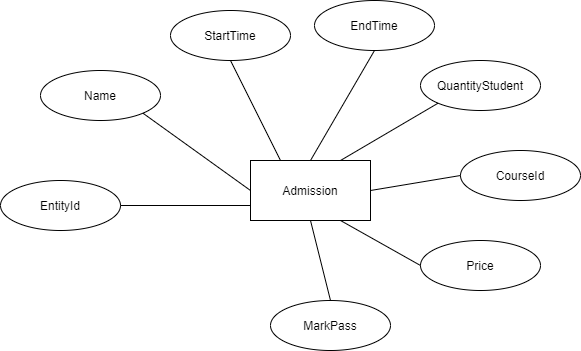 EndTime
StartTime
QuantityStudent
Name
CourseId
Admission
EntityId
Price
MarkPass